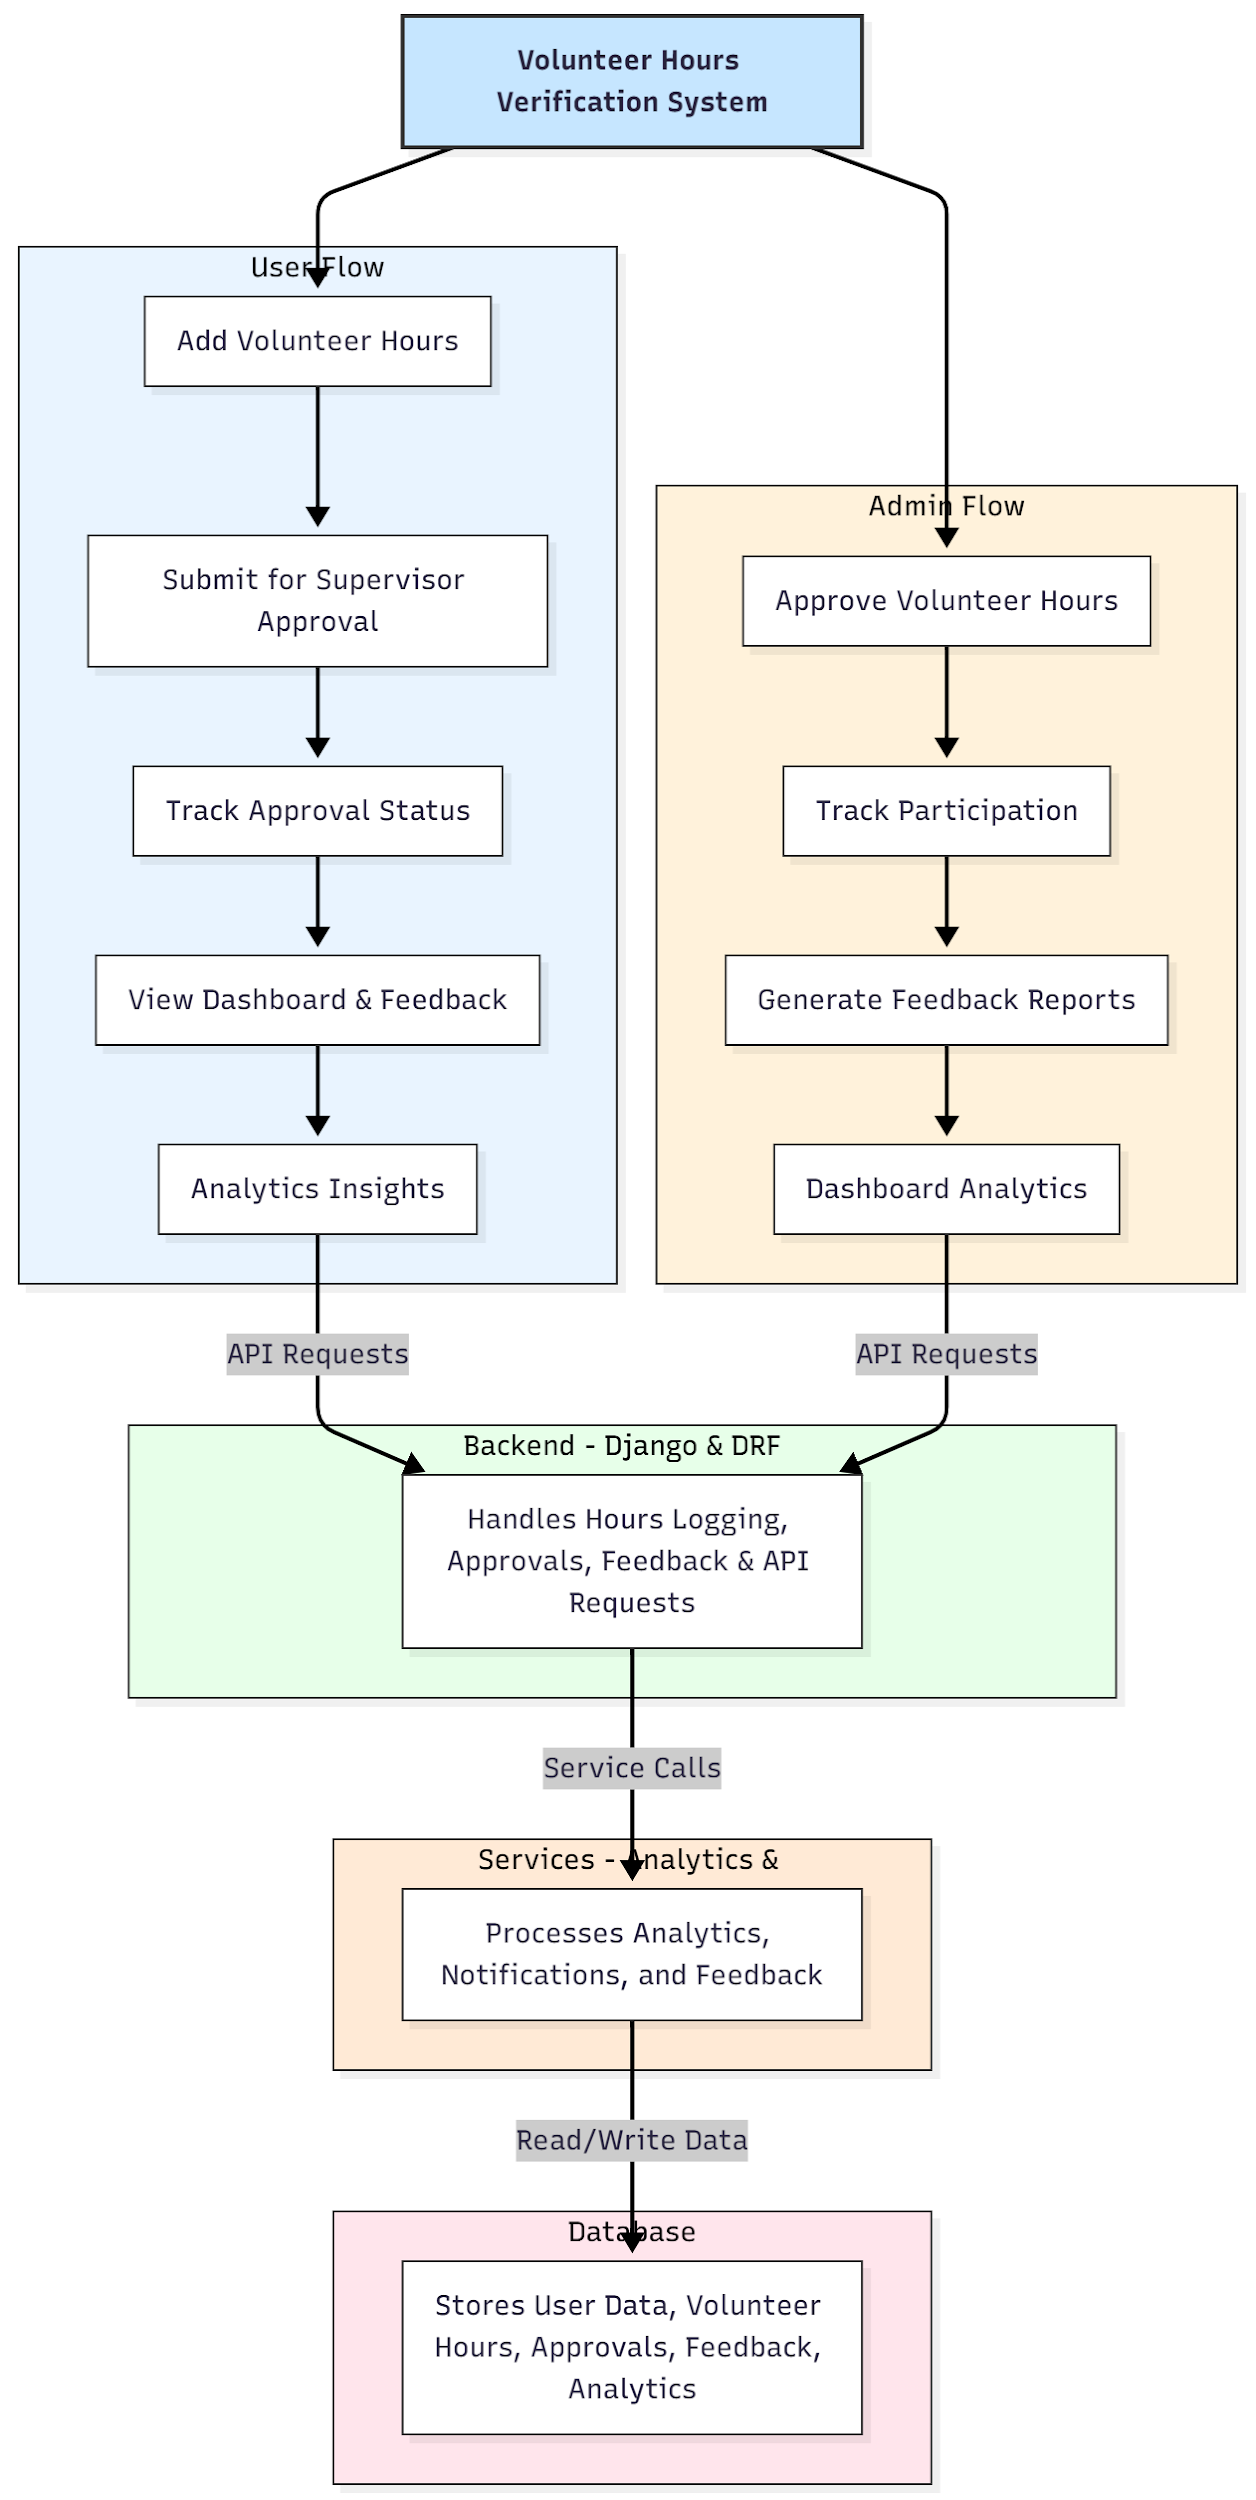 Volunteer Hours
Verification System
User Flow
Add Volunteer Hours
Submit for Supervisor
Approval
Track Approval Status
View Dashboard & Feedback
Analytics Insights
Admin Flow
Approve Volunteer Hours
Track Participation
Generate Feedback Reports
Dashboard Analytics
API Requests
API Requests
Backend - Django & DRF
Handles Hours Logging,
Approvals, Feedback & API
Requests
Service Calls
Services - Analytics &
Processes Analytics,
Notifications, and Feedback
Read/Write Data
Database
Stores User Data, Volunteer
Hours, Approvals, Feedback,
Analytics